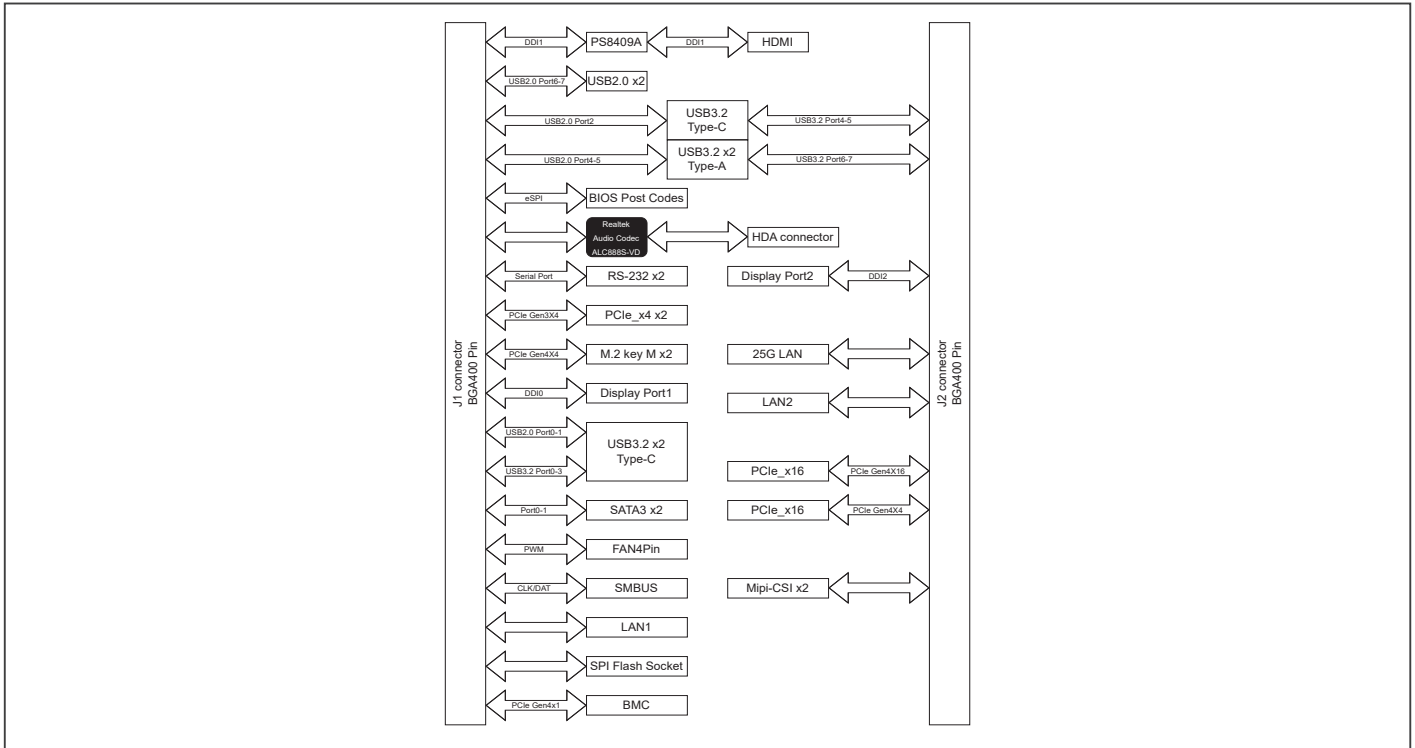 DDI1
PS8409A
DDI1
HDMI
USB2.0 Port6-7
USB2.0 x2
USB2.0 Port2
USB3.2
Type-C
USB3.2 Port4-5
USB2.0 Port4-5
USB3.2 x2
Type-A
USB3.2 Port6-7
eSPI
BIOS Post Codes
Realtek
Audio Codec
ALC888S-VD
HDA connector
Serial Port
RS-232 x2
Display Port2
DDI2
PCIe Gen3X4
PCIe_x4 x2
J1 connector
BGA400 Pin
PCIe Gen4X4
M.2 key M x2
25G LAN
J2 connector
BGA400 Pin
DDI0
Display Port1
LAN2
USB2.0 Port0-1
USB3.2 x2
Type-C
USB3.2 Port0-3
PCIe_x16
PCIe Gen4X16
Port0-1
SATA3 x2
PCIe_x16
PCIe Gen4X4
PWM
FAN4Pin
CLK/DAT
SMBUS
Mipi-CSI x2
LAN1
SPI Flash Socket
PCIe Gen4x1
BMC